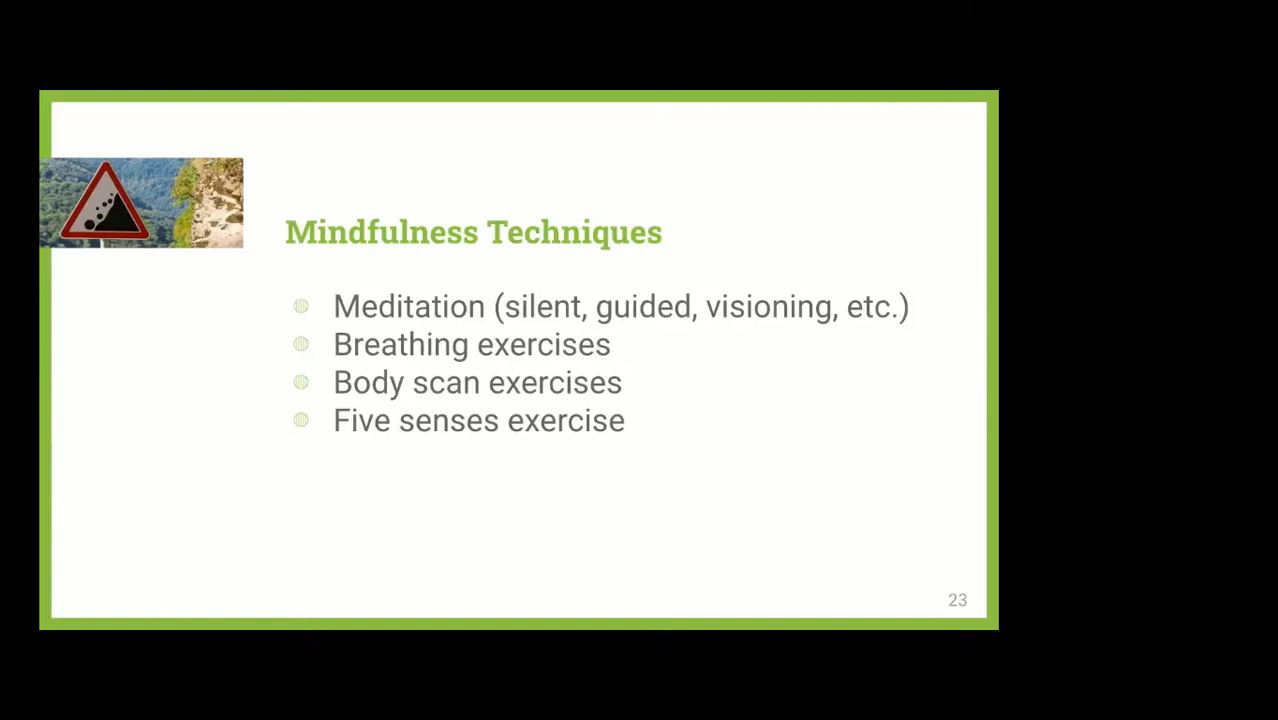 Mindfulness Techniques
Meditation (silent, guided, visioning, etc.)
Breathing exercises
Body scan exercises
Five senses exercise
23